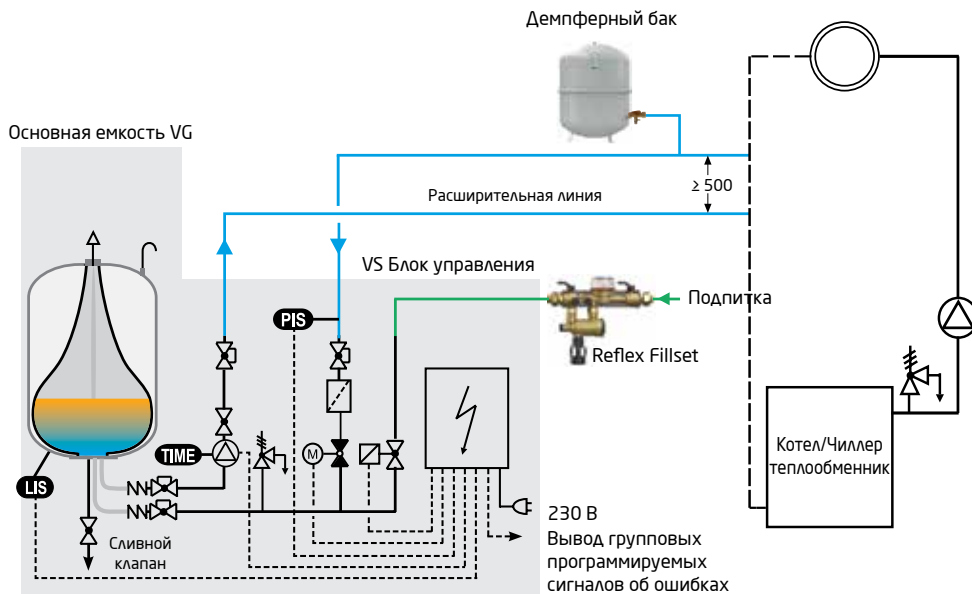 Демпферный бак
Основная емкость VG
≥ 500
Расширительная линия
VS Блок управления
PIS
Подпитка
Reflex Fillset
TIME
M
Котел/Чиллер
теплообменник
LIS
Сливной
клапан
230 В
Вывод групповых
программируемых
сигналов об ошибках